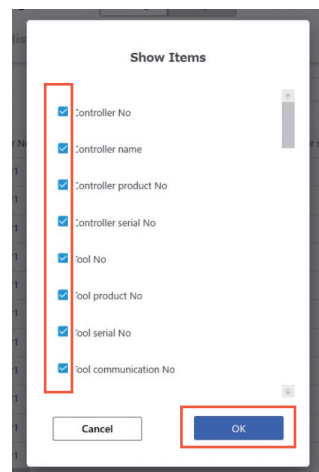 Show Items
Controller No
Controller name
Controller product No
Controller serial No
Tool No
Tool product No
Tool serial No
Tool communication No
Cancel
OK